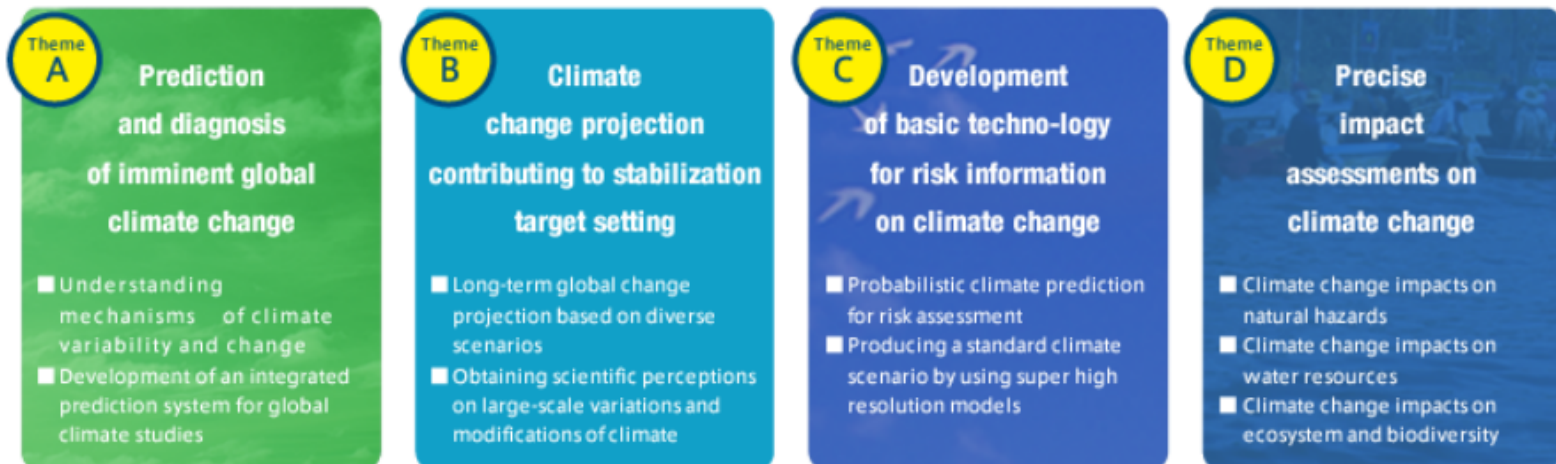 Theme
A
Prediction
and diagnosis
of imminent global
climate change
■ Understanding
mechanisms of climate
variability and change
■ Development of an integrated
prediction system for global
climate studies
Theme
B
Climate
change projection
contributing to stabilization
target setting
■ Long-term global change
projection based on diverse
scenarios
■ Obtaining scientific perceptions
on large-scale variations and
modifications of climate
Theme
C
Development
of basic techno-logy
for risk information
on climate change
■ Probabilistic climate prediction
for risk assessment
■ Producing a standard climate
scenario by using super high
resolution models
Theme
D
Precise
impact
assessments on
climate change
■ Climate change impacts on
natural hazards
■ Climate change impacts on
water resources
■ Climate change impacts on
ecosystem and biodiversity